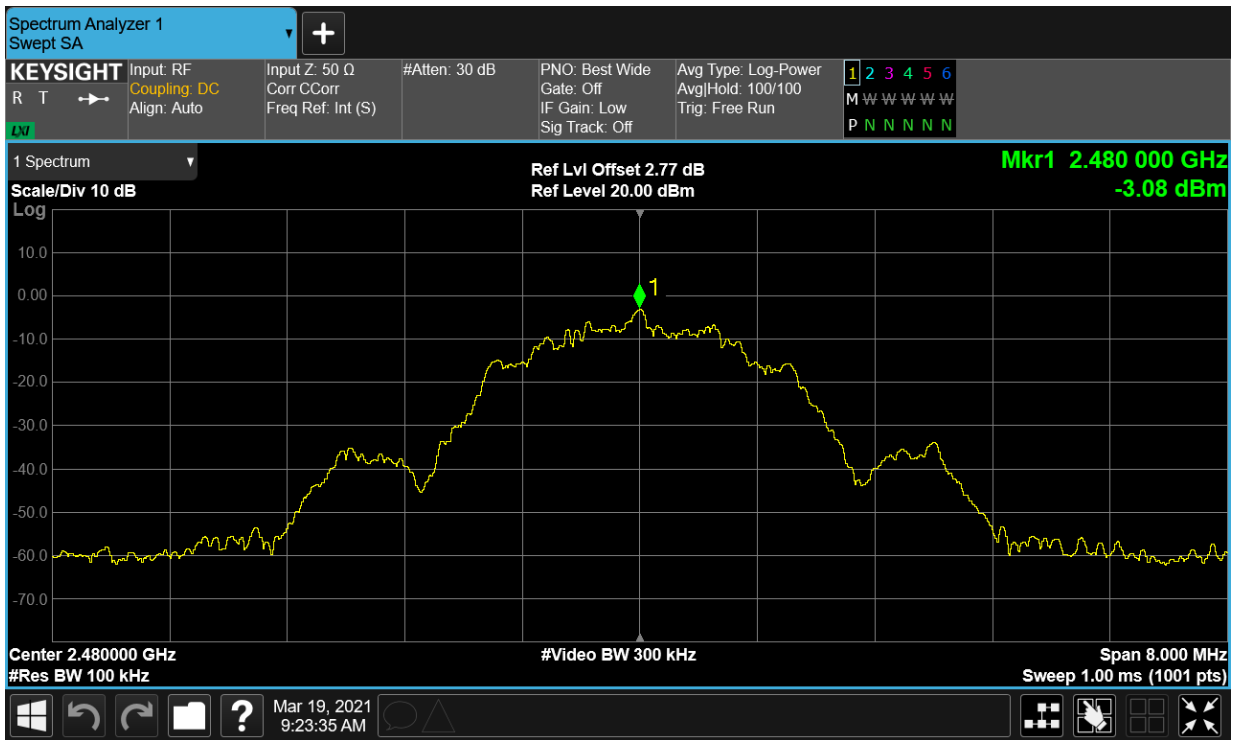 Spectrum Analyzer 1
Swept SA
KEYSIGHT
R T
LXI
Input: RF
Coupling: DC
Align: Auto
Input Z: 50 Ω
Corr CCorr
Freq Ref: Int (S)
#Atten: 30 dB
PNO: Best Wide
Gate: Off
IF Gain: Low
Sig Track: Off
Avg Type: Log-Power
Avg|Hold: 100/100
Trig: Free Run
1 2 3 4 5 6
M W W W W W
P N N N N N
1 Spectrum
Scale/Div 10 dB
Log
Ref Lvl Offset 2.77 dB
Ref Level 20.00 dBm
Mkr1 2.480 000 GHz
-3.08 dBm
10.0
0.00
-10.0
-20.0
-30.0
-40.0
-50.0
-60.0
-70.0
1
Center 2.480000 GHz
#Res BW 100 kHz
#Video BW 300 kHz
Span 8.000 MHz
Sweep 1.00 ms (1001 pts)
?
Mar 19, 2021
9:23:35 AM